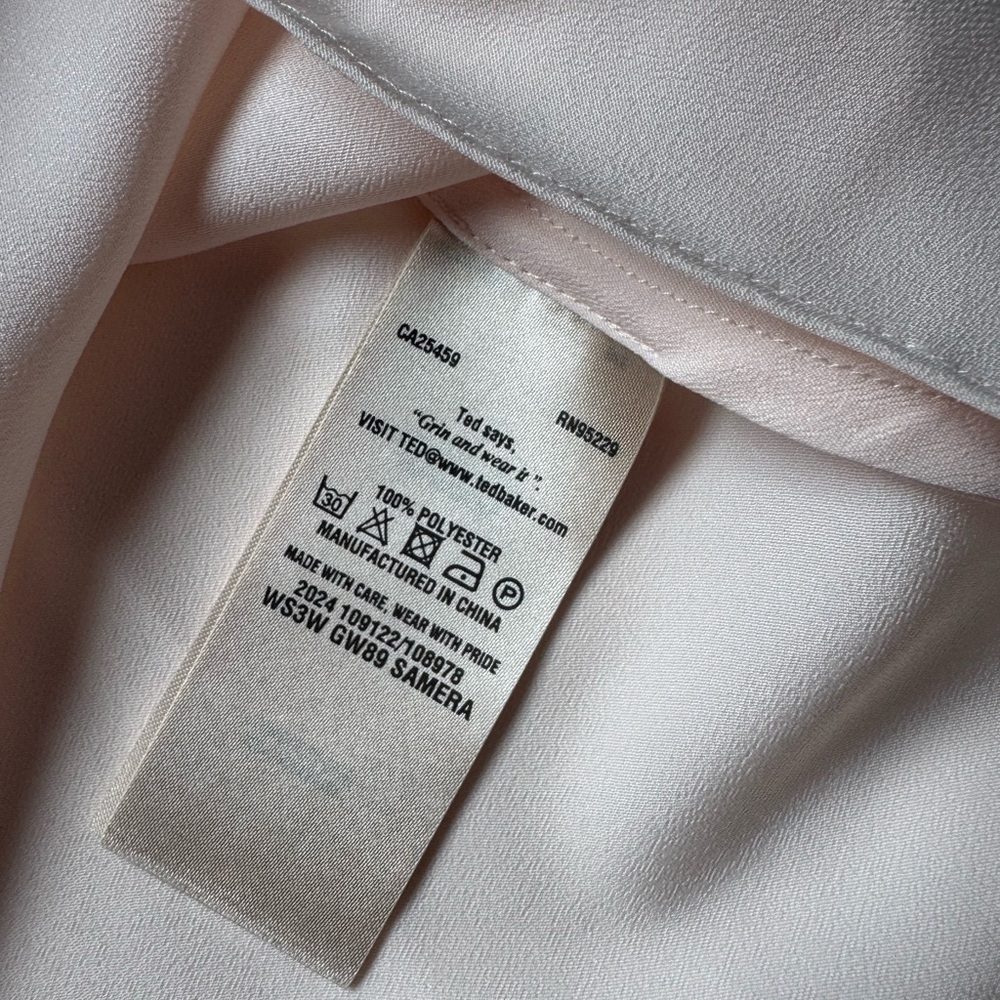 CA25459
RN95229
Ted says,
“Grin and wear it”.
VISIT TED@www.tedbaker.com
100% POLYESTER
30
P
MANUFACTURED IN CHINA
MADE WITH CARE, WEAR WITH PRIDE
2024 109122/108978
WS3W GW89 SAMERA